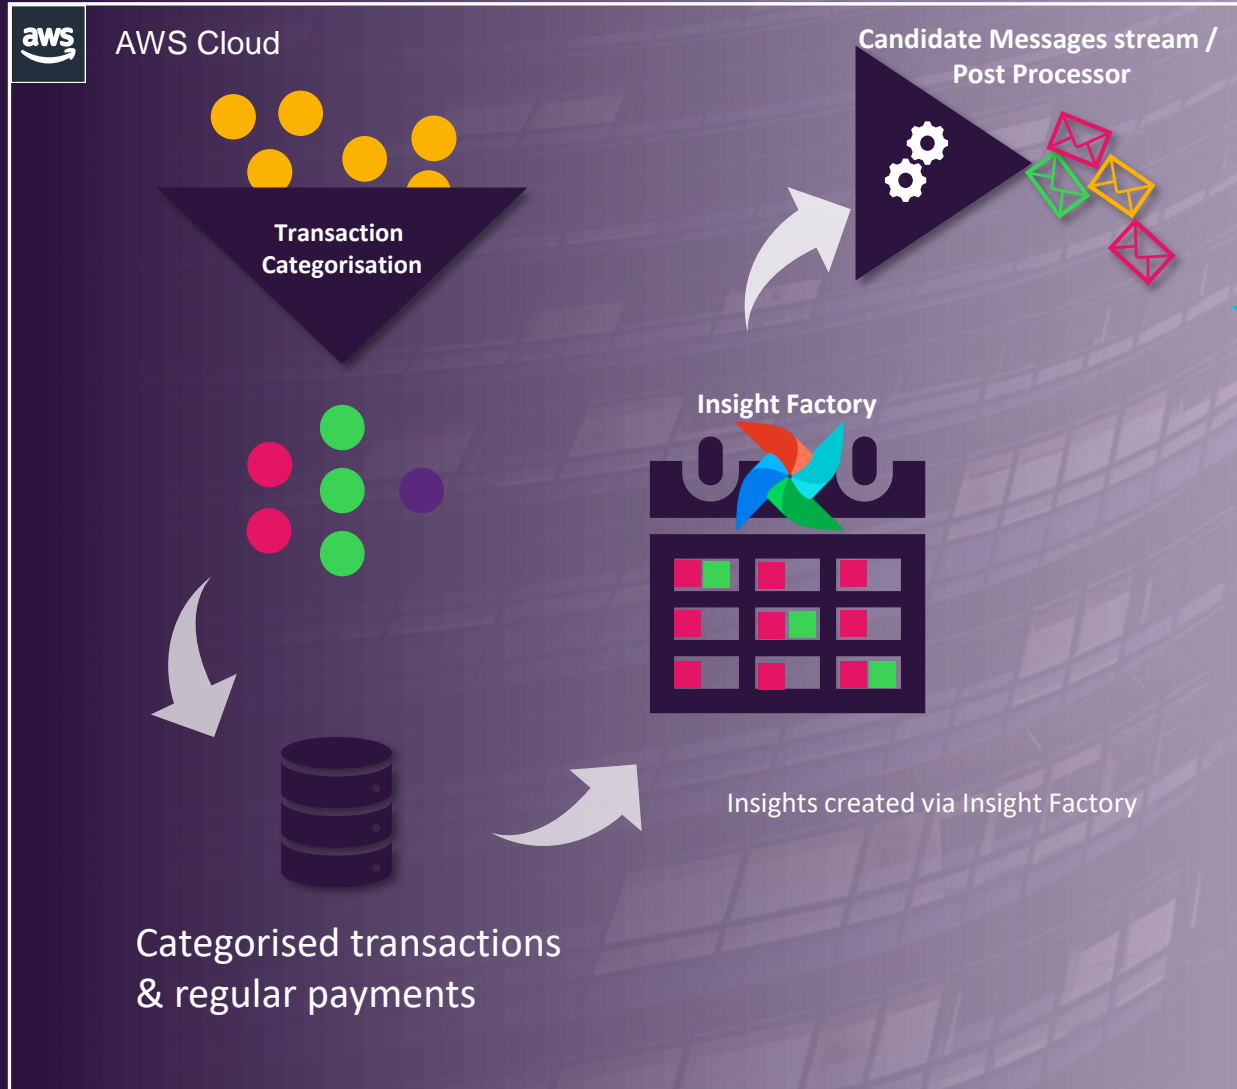 aws
AWS Cloud
Candidate Messages stream /
Post Processor
Transaction
Categorisation
Insight Factory
Insights created via Insight Factory
Categorised transactions
& regular payments